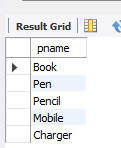 Result Grid
pname
Book
Pen
Pencil
Mobile
Charger